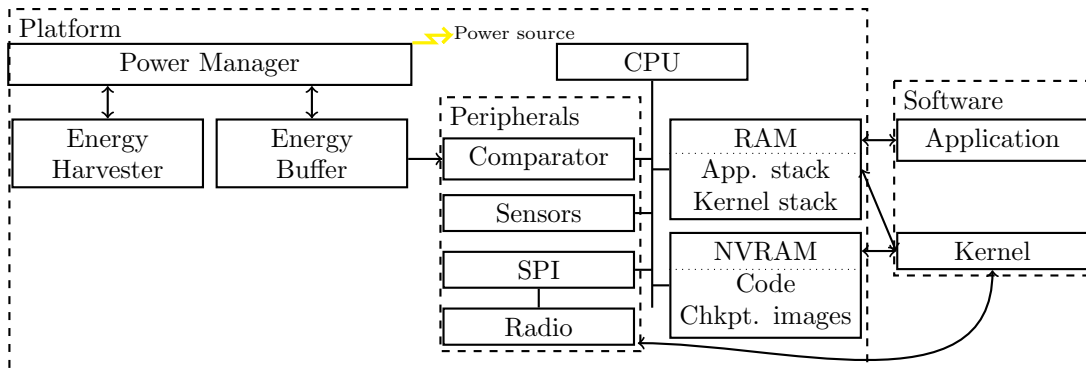 Platform
Power source
Power Manager
CPU
Energy
Harvester
Energy
Buffer
Peripherals
Comparator
Sensors
SPI
Radio
RAM
App. stack
Kernel stack
NVRAM
Code
Chkpt. images
Software
Application
Kernel